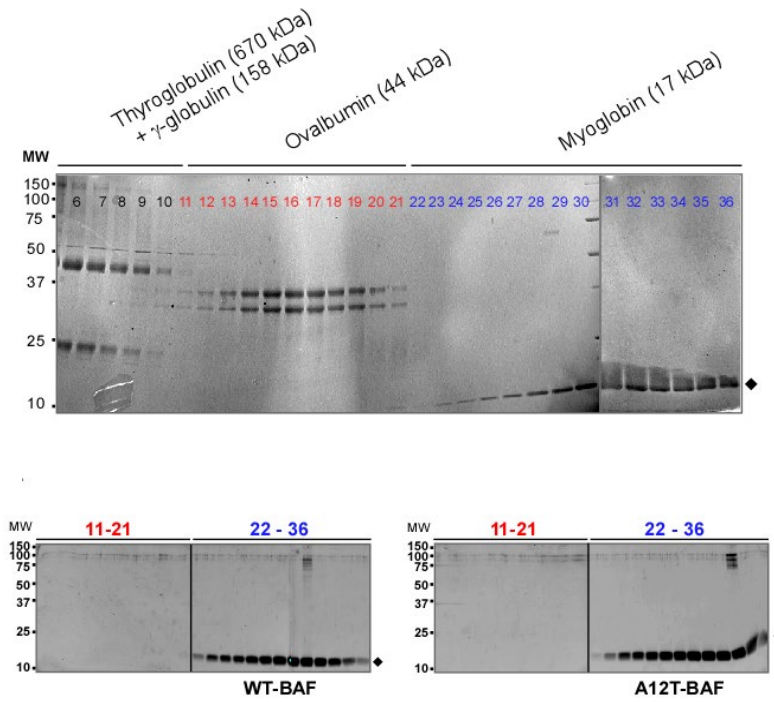 Thyroglobulin (670 kDa)
+ γ-globulin (158 kDa)
Ovalbumin (44 kDa)
Myoglobin (17 kDa)
MW
150
100
75
50
37
25
10
6 7 8 9 10 11 12 13 14 15 16 17 18 19 20 21 22 23 24 25 26 27 28 29 30 31 32 33 34 35 36
◆
MW
11-21
22 - 36
150
100
75
50
37
25
10
◆
WT-BAF
MW
11-21
22 - 36
150
100
75
50
37
25
10
A12T-BAF